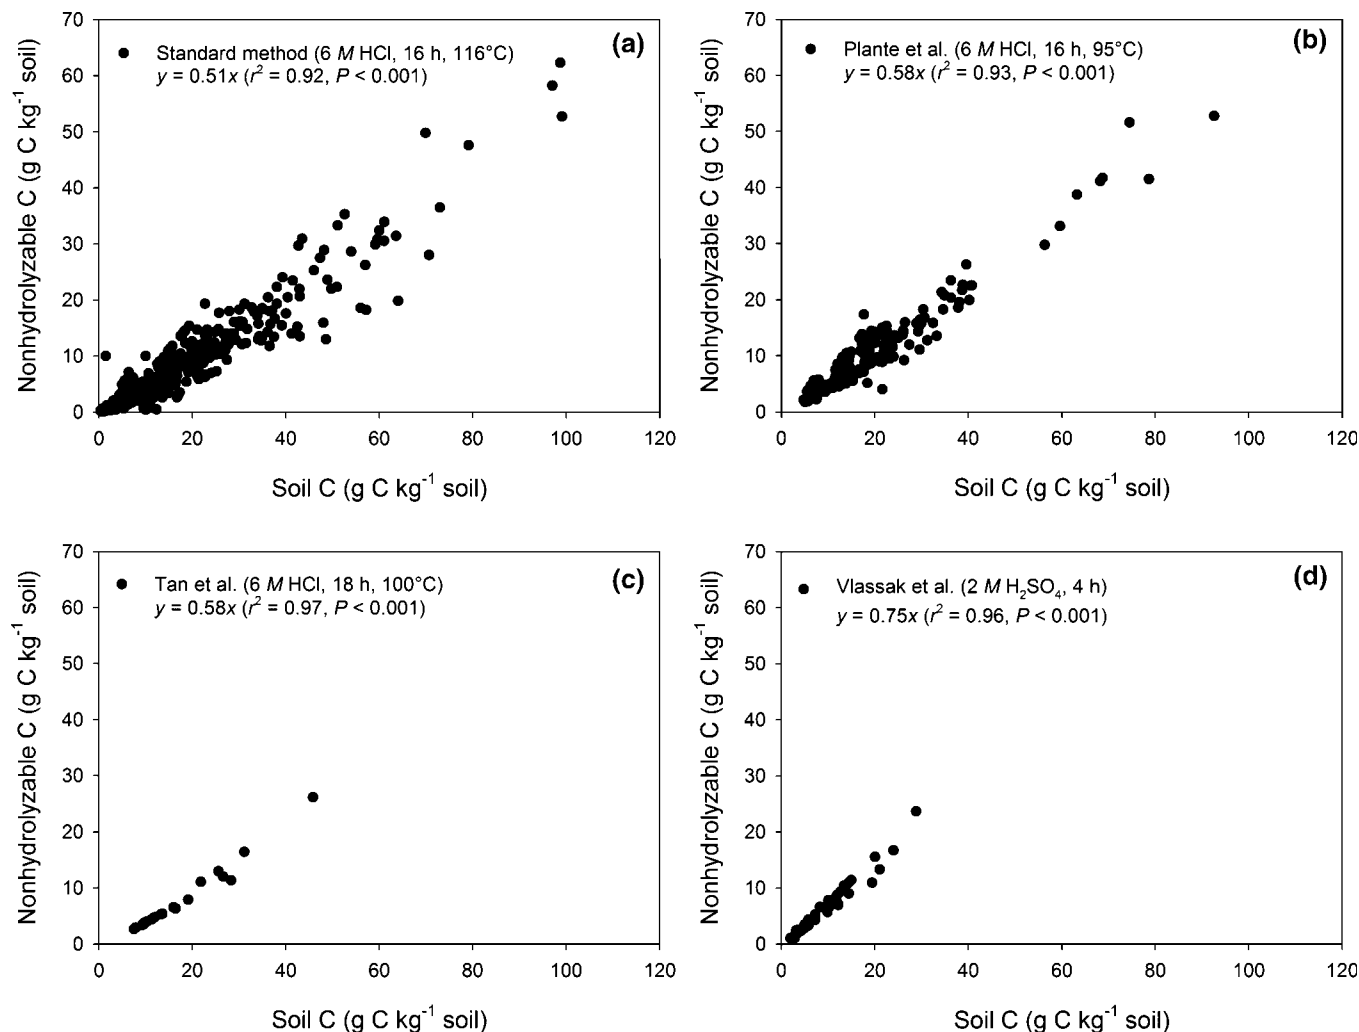 (a)
Standard method (6 M HCl, 16 h, 116°C)
y = 0.51x (r² = 0.92, P < 0.001)
Nonhydrolyzable C (g C kg⁻¹ soil)
70
60
50
40
30
20
10
0
0 20 40 60 80 100 120
Soil C (g C kg⁻¹ soil)
(b)
Plante et al. (6 M HCl, 16 h, 95°C)
y = 0.58x (r² = 0.93, P < 0.001)
Nonhydrolyzable C (g C kg⁻¹ soil)
70
60
50
40
30
20
10
0
0 20 40 60 80 100 120
Soil C (g C kg⁻¹ soil)
(c)
Tan et al. (6 M HCl, 18 h, 100°C)
y = 0.58x (r² = 0.97, P < 0.001)
Nonhydrolyzable C (g C kg⁻¹ soil)
70
60
50
40
30
20
10
0
0 20 40 60 80 100 120
Soil C (g C kg⁻¹ soil)
(d)
Vlassak et al. (2 M H₂SO₄, 4 h)
y = 0.75x (r² = 0.96, P < 0.001)
Nonhydrolyzable C (g C kg⁻¹ soil)
70
60
50
40
30
20
10
0
0 20 40 60 80 100 120
Soil C (g C kg⁻¹ soil)